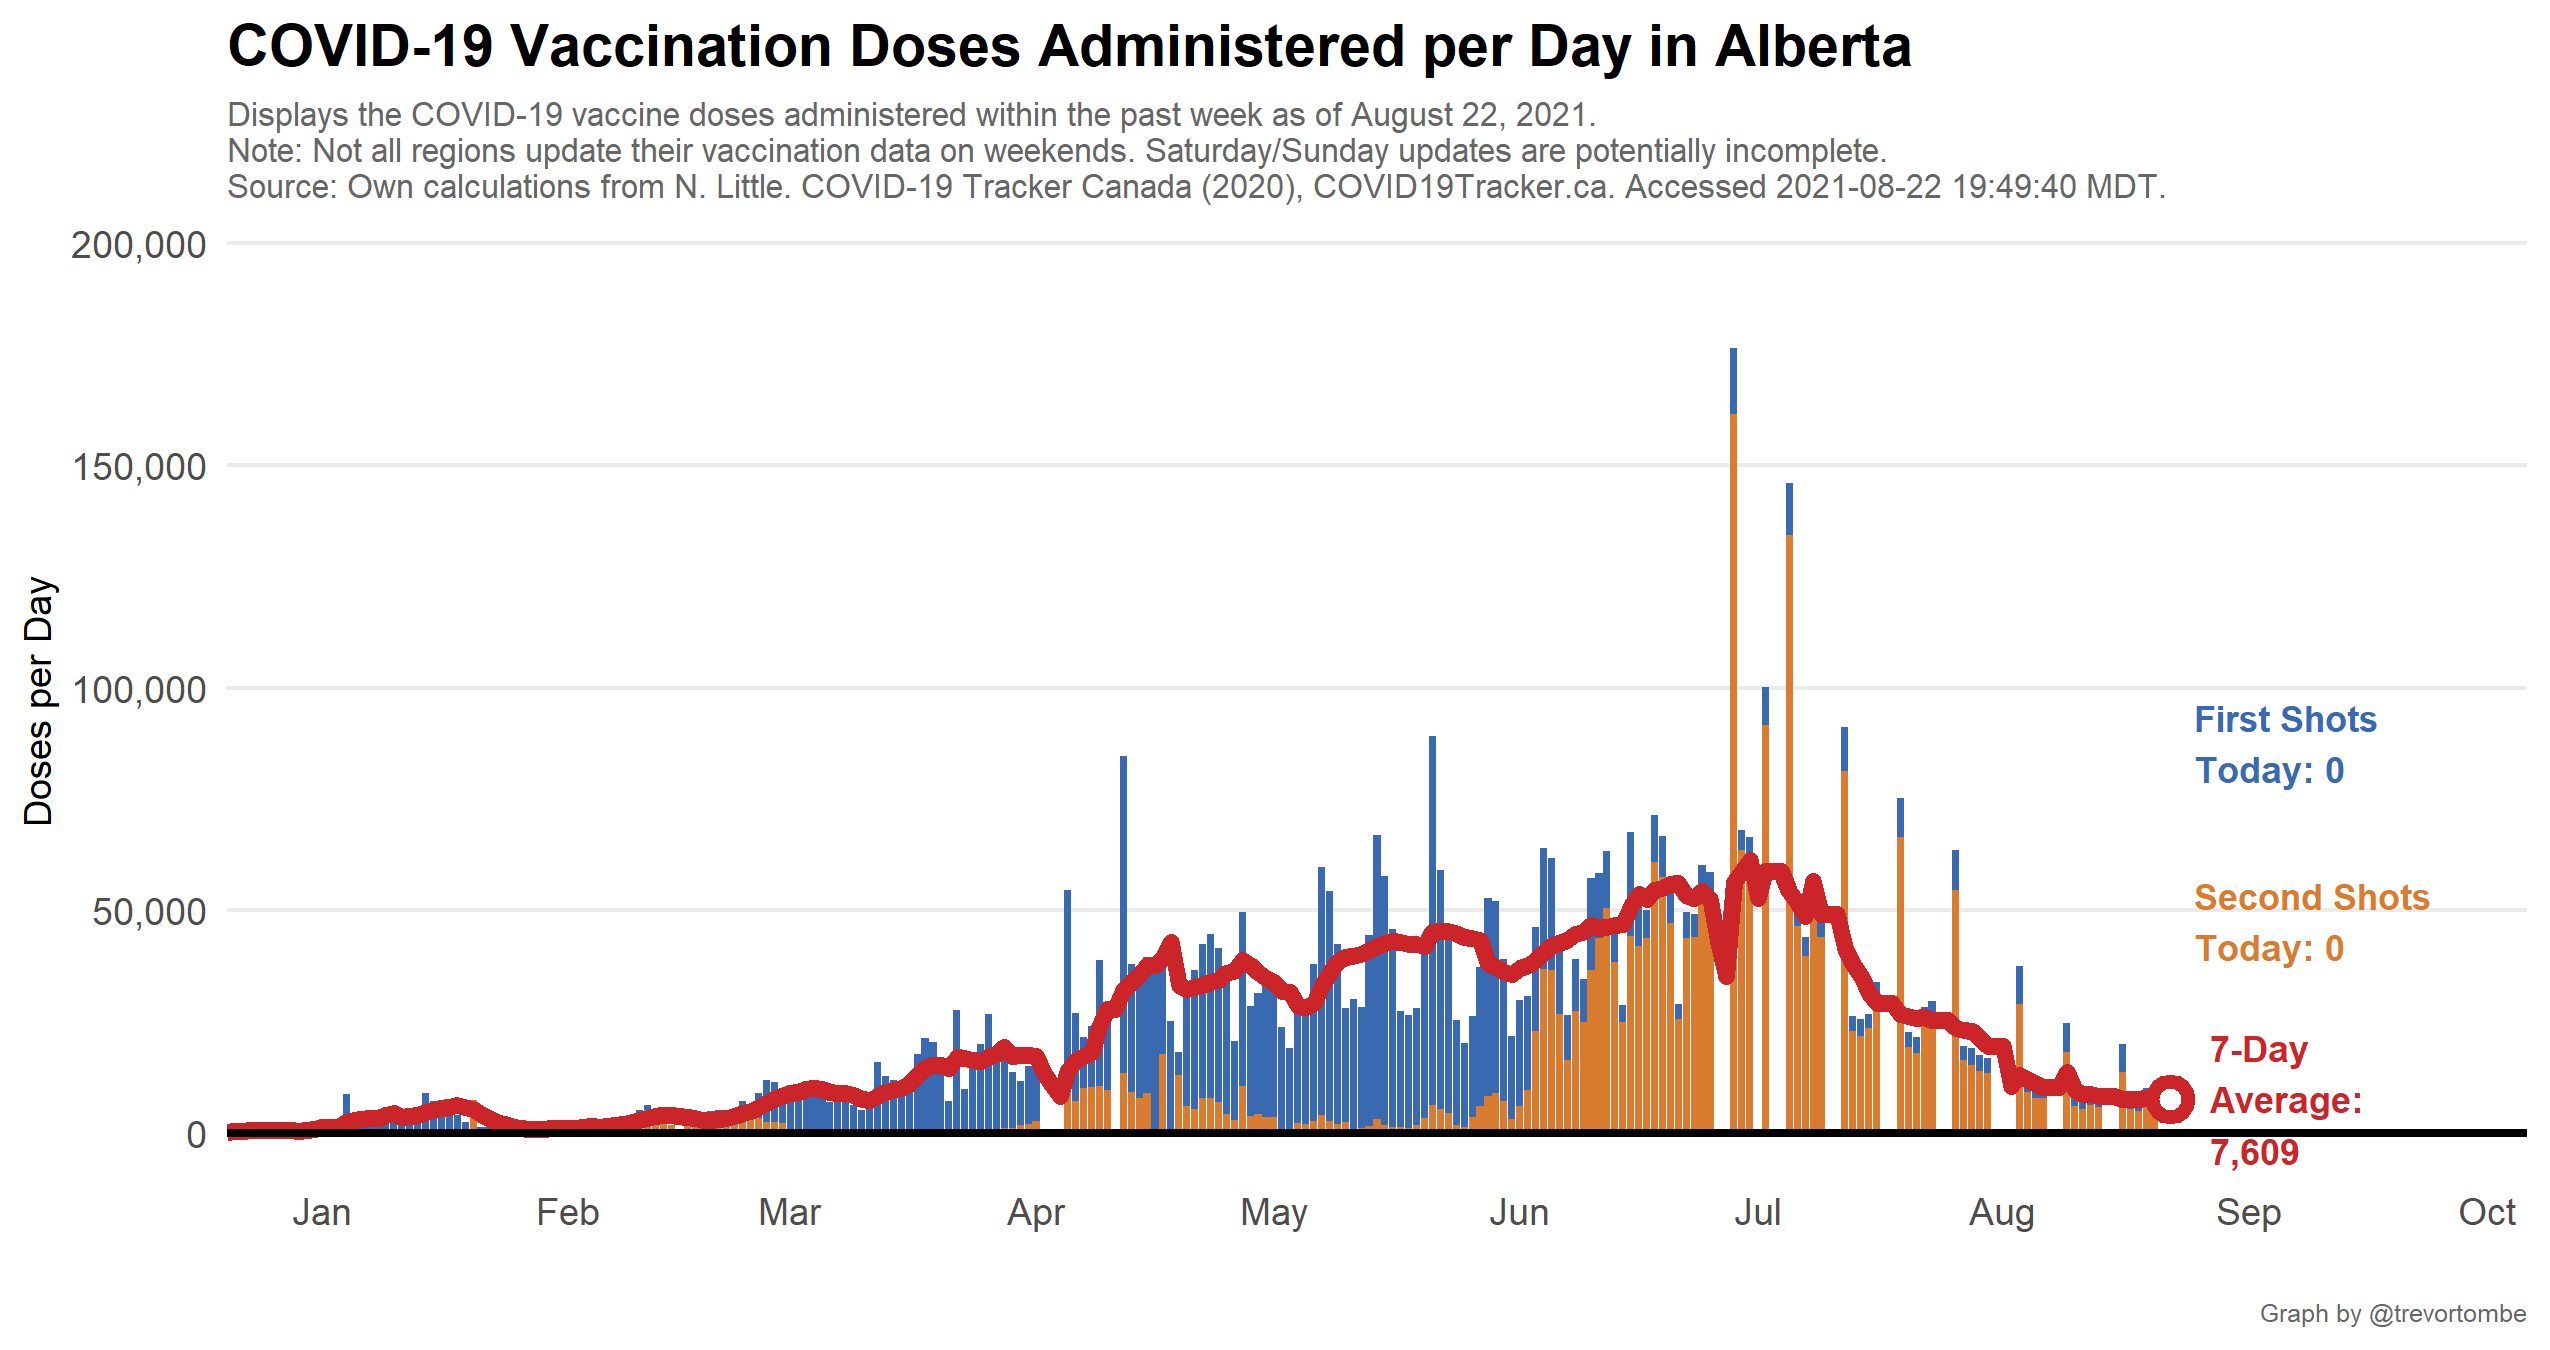 COVID-19 Vaccination Doses Administered per Day in Alberta
Displays the COVID-19 vaccine doses administered within the past week as of August 22, 2021.
Note: Not all regions update their vaccination data on weekends. Saturday/Sunday updates are potentially incomplete.
Source: Own calculations from N. Little. COVID-19 Tracker Canada (2020), COVID19Tracker.ca. Accessed 2021-08-22 19:49:40 MDT.
Doses per Day
200,000
150,000
100,000
50,000
0
First Shots
Today: 0
Second Shots
Today: 0
7-Day
Average:
7,609
Jan Feb Mar Apr May Jun Jul Aug Sep Oct
Graph by @trevortombe